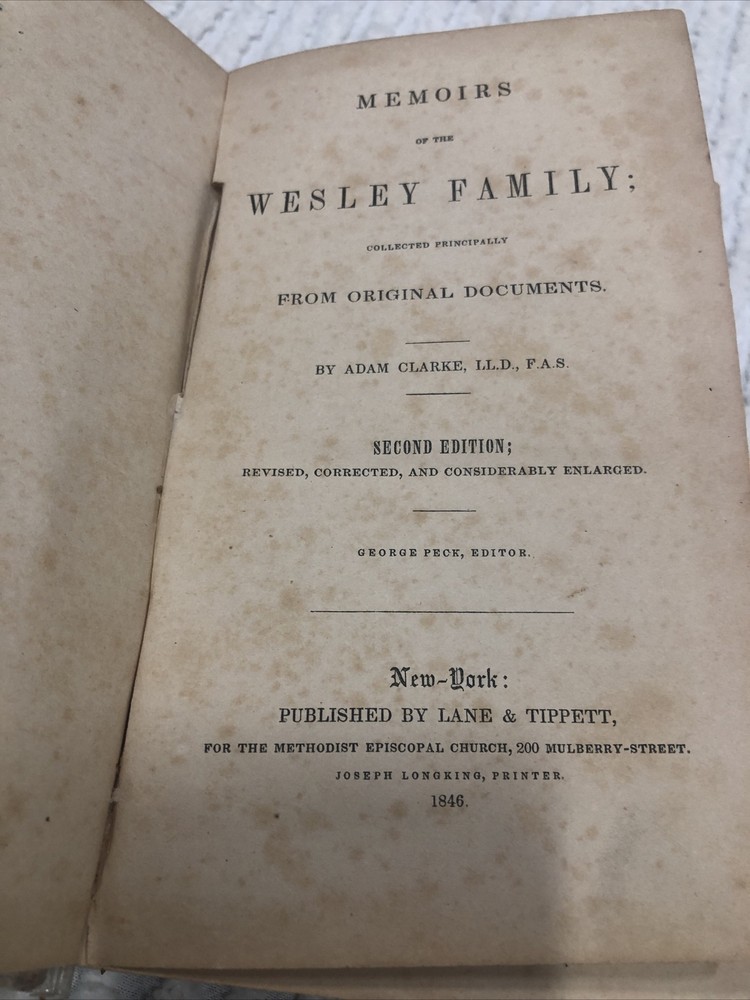 MEMOIRS
OF THE
WESLEY FAMILY;
COLLECTED PRINCIPALLY
FROM ORIGINAL DOCUMENTS.
BY ADAM CLARKE, LL.D., F.A.S.
SECOND EDITION;
REVISED, CORRECTED, AND CONSIDERABLY ENLARGED.
GEORGE PECK, EDITOR.
New-York:
PUBLISHED BY LANE & TIPPETT,
FOR THE METHODIST EPISCOPAL CHURCH, 200 MULBERRY-STREET.
JOSEPH LONGKING, PRINTER.
1846.